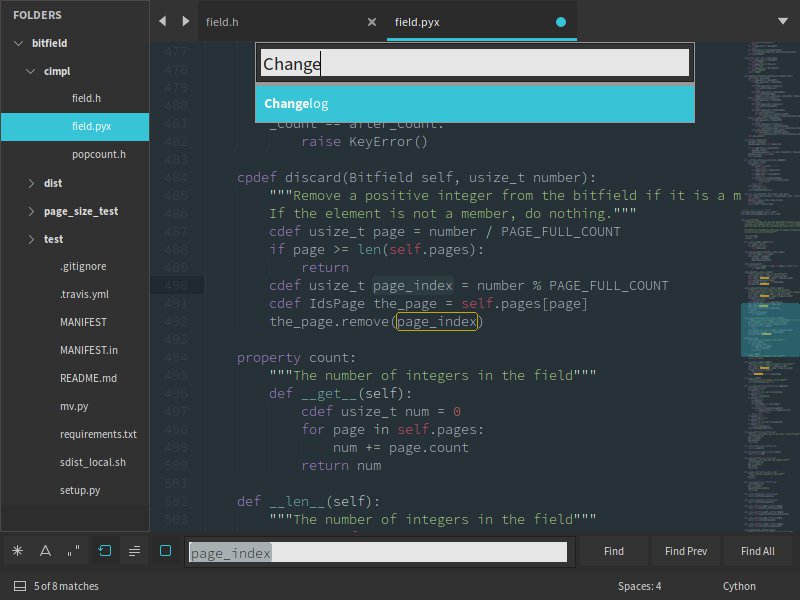 FOLDERS
bitfield
cimpl
field.h
field.pyx
popcount.h
dist
page_size_test
test
.gitignore
.travis.yml
MANIFEST
MANIFEST.in
README.md
mv.py
requirements.txt
sdist_local.sh
setup.py
field.h
field.pyx
Change
Changelog
477
478
479
480
481 _count == after_count:
482 raise KeyError()
483
484 cpdef discard(Bitfield self, usize_t number):
485 """Remove a positive integer from the bitfield if it is a m
486 If the element is not a member, do nothing."""
487 cdef usize_t page = number / PAGE_FULL_COUNT
488 if page >= len(self.pages):
489 return
490 cdef usize_t page_index = number % PAGE_FULL_COUNT
491 cdef IdsPage the_page = self.pages[page]
492 the_page.remove(page_index)
493
494 property count:
495 """The number of integers in the field"""
496 def __get__(self):
497 cdef usize_t num = 0
498 for page in self.pages:
499 num += page.count
500 return num
501
502 def __len__(self):
503 """The number of integers in the field"""
page_index
Find
Find Prev
Find All
5 of 8 matches
Spaces: 4
Cython